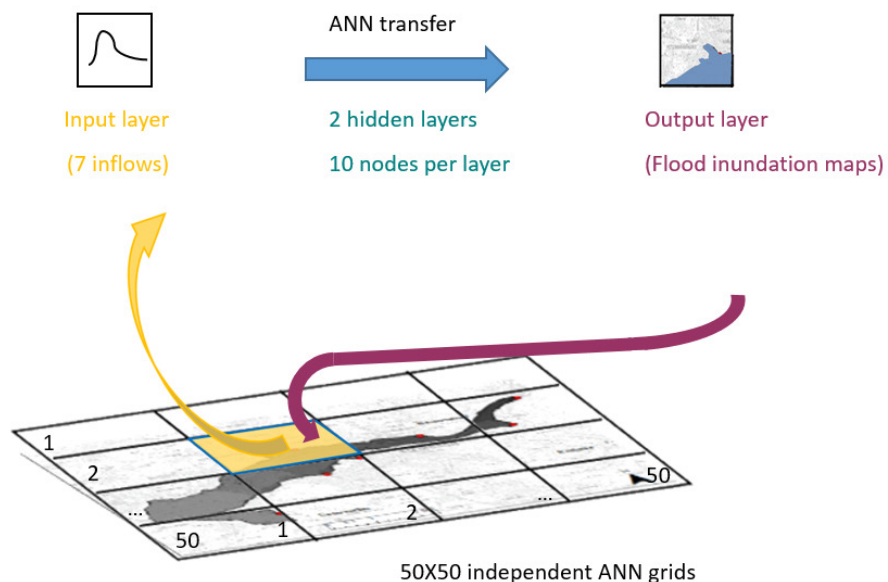 ANN transfer
Input layer
(7 inflows)
2 hidden layers
10 nodes per layer
Output layer
(Flood inundation maps)
1
2
...
50
1
2
...
50
50X50 independent ANN grids